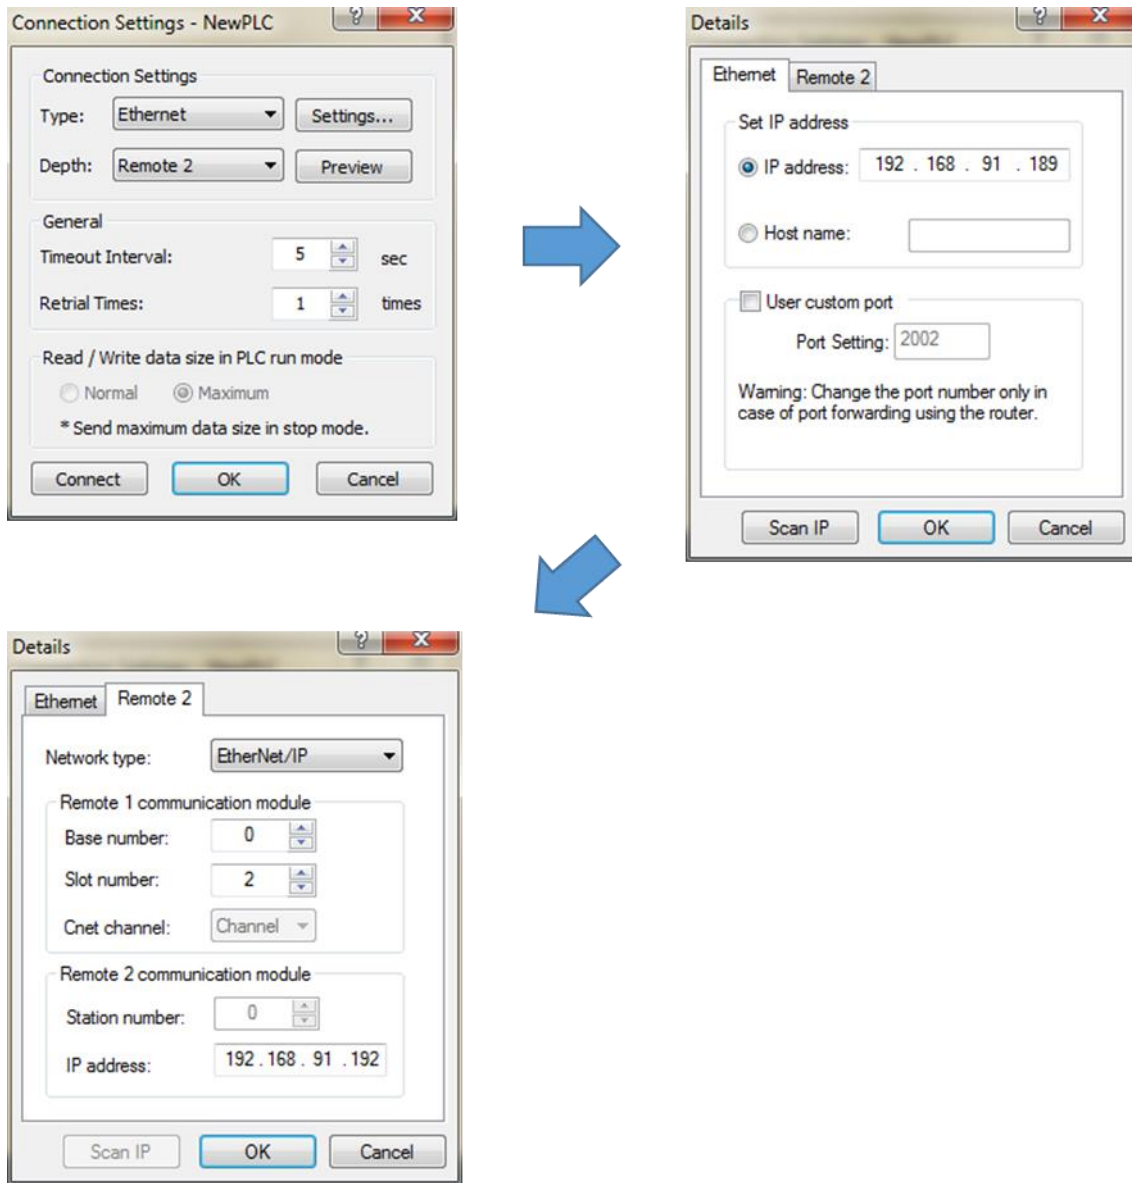 Connection Settings - NewPLC
Connection Settings
Type: Ethernet Settings...
Depth: Remote 2 Preview
General
Timeout Interval: 5 sec
Retrial Times: 1 times
Read / Write data size in PLC run mode
Normal Maximum
* Send maximum data size in stop mode.
Connect OK Cancel
Details
Ethernet Remote 2
Set IP address
IP address: 192 . 168 . 91 . 189
Host name:
User custom port
Port Setting: 2002
Warning: Change the port number only in
case of port forwarding using the router.
Scan IP OK Cancel
Details
Ethernet Remote 2
Network type: EtherNet/IP
Remote 1 communication module
Base number: 0
Slot number: 2
Cnet channel: Channel
Remote 2 communication module
Station number: 0
IP address: 192 . 168 . 91 . 192
Scan IP OK Cancel